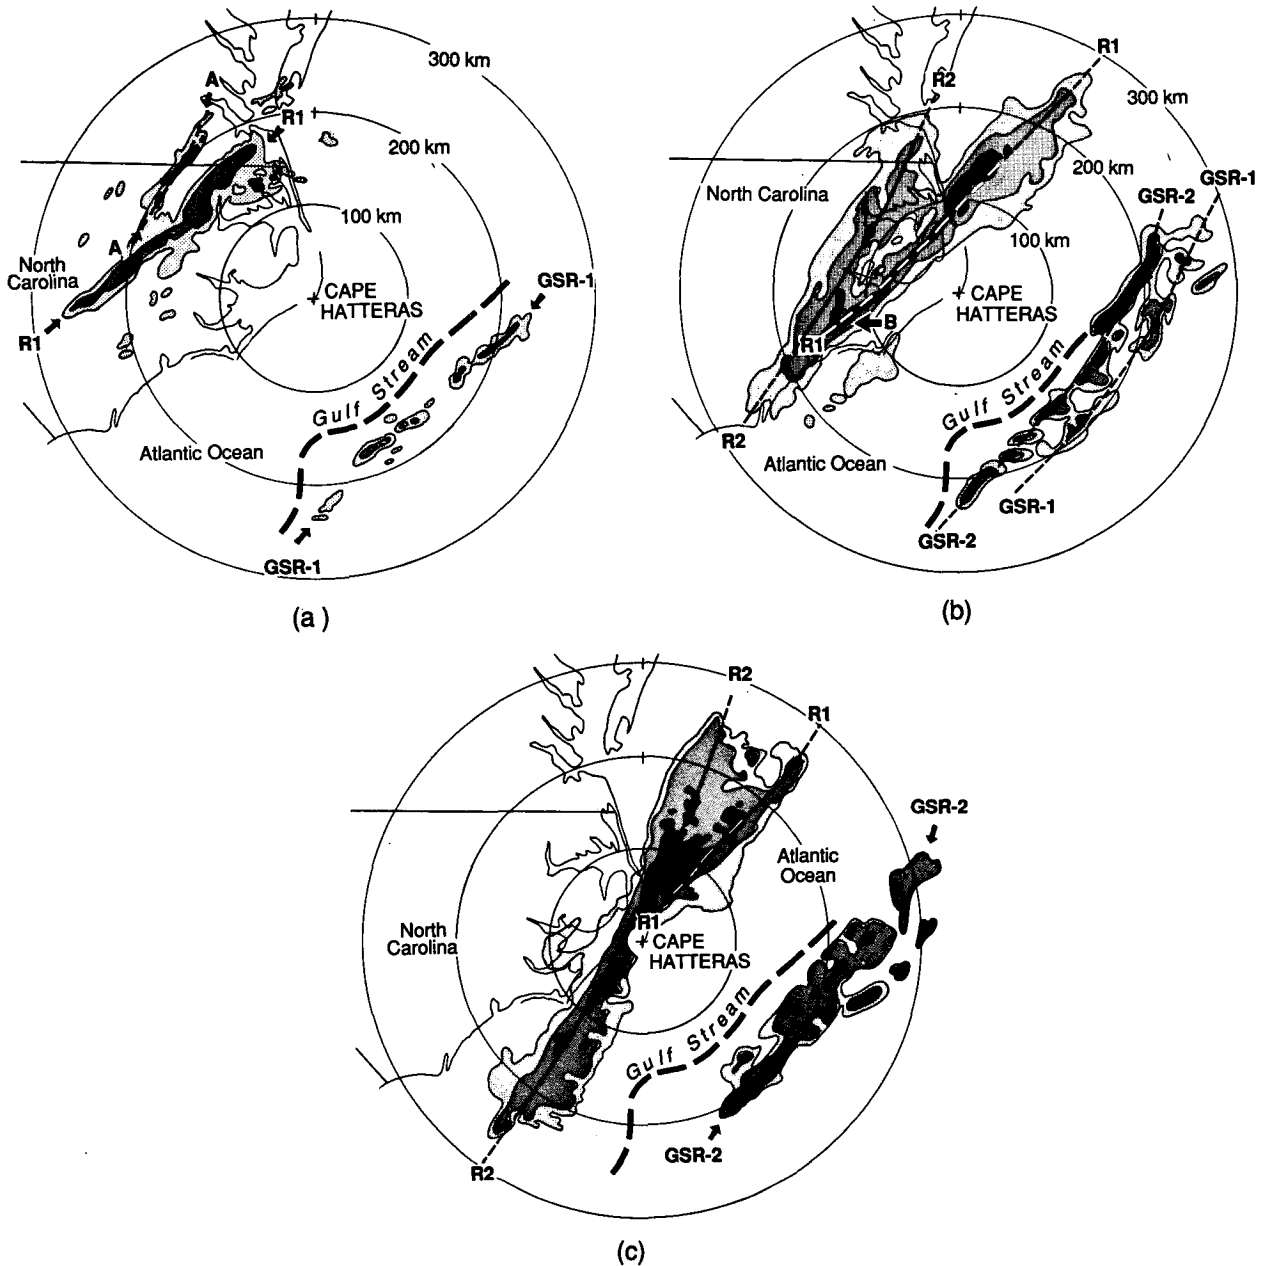 300 km
A
R1
200 km
100 km
A
North
Carolina
CAPE
HATTERAS
GSR-1
R1
Gulf Stream
Atlantic Ocean
GSR-1
(a)
R1
R2
300 km
200 km
GSR-1
North Carolina
GSR-2
100 km
CAPE
HATTERAS
B
R1
Gulf Stream
R2
Atlantic Ocean
GSR-1
GSR-2
(b)
R2
R1
GSR-2
Atlantic
Ocean
R1
North
Carolina
CAPE
HATTERAS
Gulf Stream
GSR-2
R2
(c)